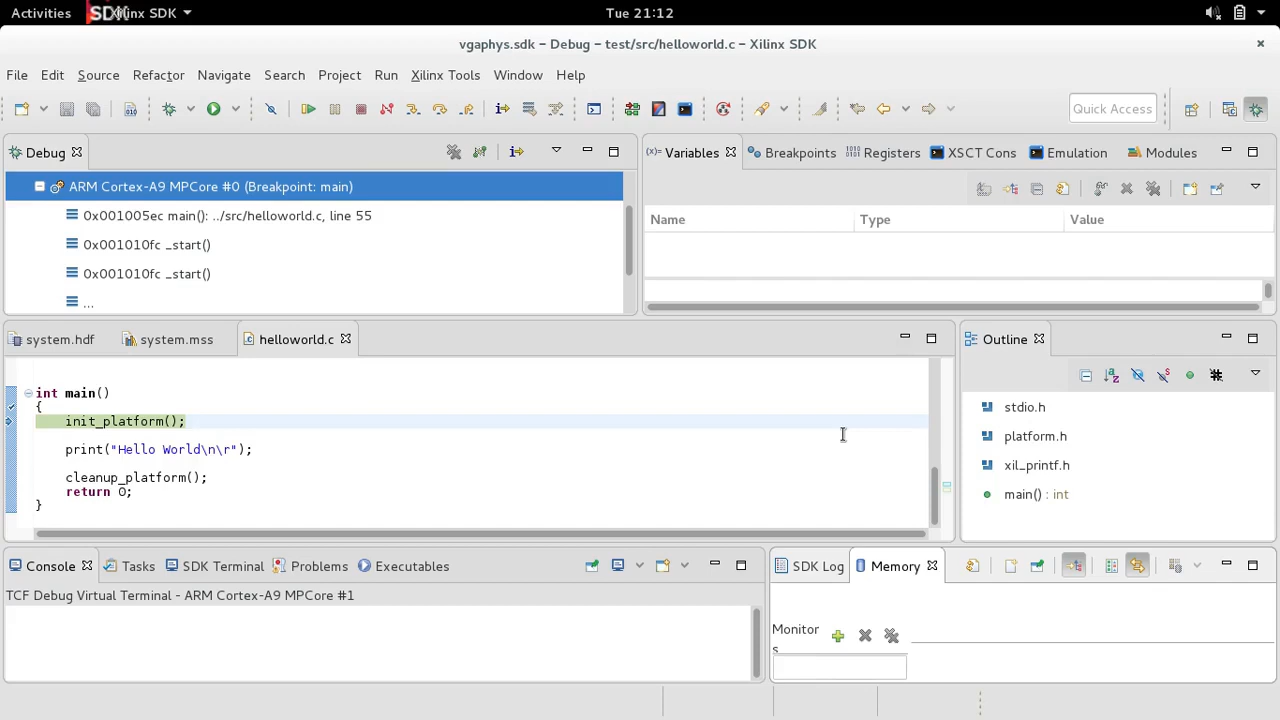 Activities SDK Xilinx SDK Tue 21:12
vgaphys.sdk – Debug – test/src/helloworld.c – Xilinx SDK
File Edit Source Refactor Navigate Search Project Run Xilinx Tools Window Help
Quick Access
Debug
ARM Cortex-A9 MPCore #0 (Breakpoint: main)
0x001005ec main(): ../src/helloworld.c, line 55
0x001010fc _start()
0x001010fc _start()
...
(x)= Variables Breakpoints Registers XSCT Cons Emulation Modules
Name Type Value
system.hdf system.mss helloworld.c
int main()
{
init_platform();
print("Hello World\n\r");
cleanup_platform();
return 0;
}
Outline
stdio.h
platform.h
xil_printf.h
main() : int
Console Tasks SDK Terminal Problems Executables
TCF Debug Virtual Terminal - ARM Cortex-A9 MPCore #1
SDK Log Memory
Monitor
s